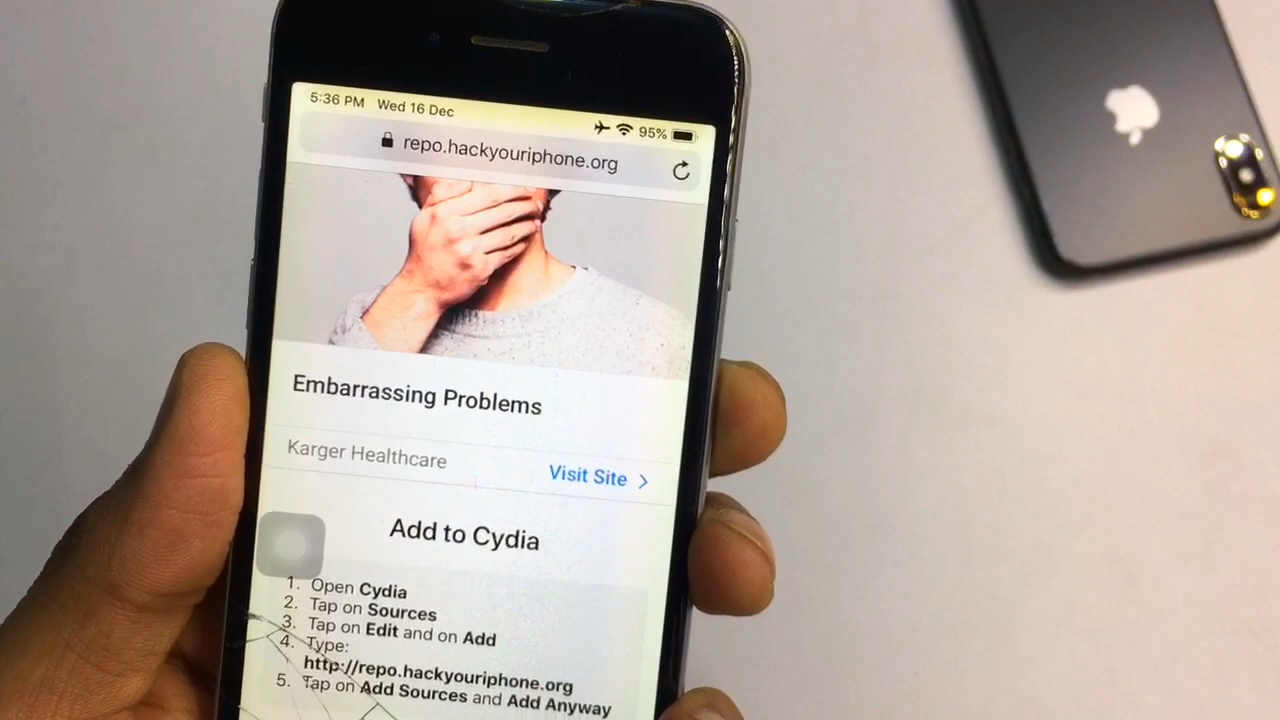 5:36 PM Wed 16 Dec 95%
repo.hackyouriphone.org
Embarrassing Problems
Karger Healthcare
Visit Site
Add to Cydia
1. Open Cydia
2. Tap on Sources
3. Tap on Edit and on Add
4. Type:
http://repo.hackyouriphone.org
5. Tap on Add Sources and Add Anyway